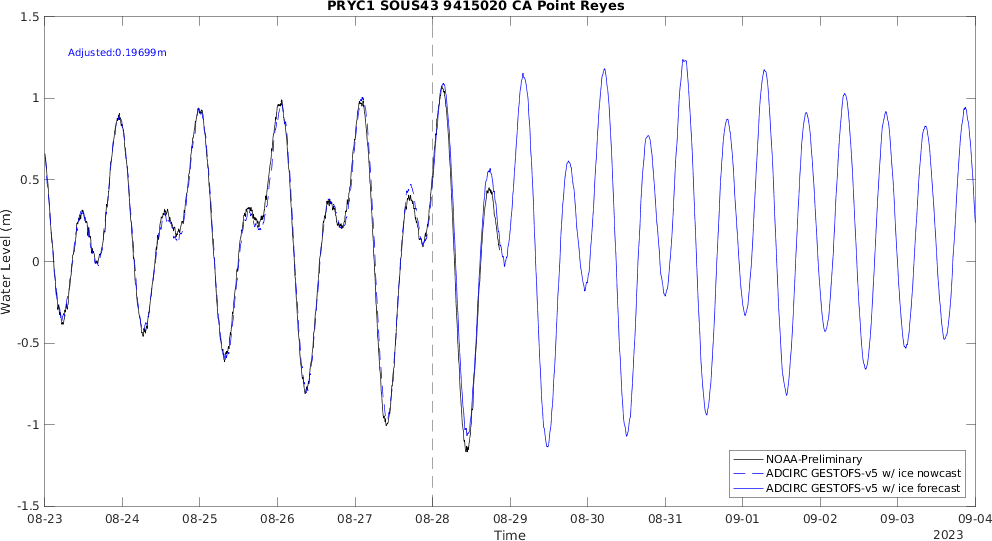 PRYC1 SOUS43 9415020 CA Point Reyes
1.5
Adjusted:0.19699m
1
0.5
0
-0.5
-1
-1.5
Water Level (m)
NOAA-Preliminary
ADCIRC GESTOFS-v5 w/ ice nowcast
ADCIRC GESTOFS-v5 w/ ice forecast
08-23 08-24 08-25 08-26 08-27 08-28 08-29 08-30 08-31 09-01 09-02 09-03 09-04
Time
2023